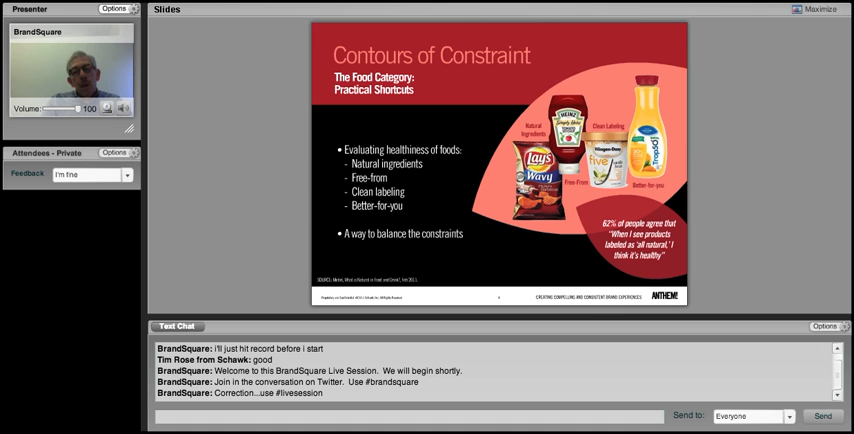 Presenter
Options
BrandSquare
Volume:
100
Attendees - Private
Options
Feedback
I'm fine
Slides
Maximize
Contours of Constraint
The Food Category:
Practical Shortcuts
• Evaluating healthiness of foods:
- Natural ingredients
- Free-from
- Clean labeling
- Better-for-you
• A way to balance the constraints
Natural
Ingredients
HEINZ
Simply Heinz
Clean Labeling
Lay's
Wavy
Free-From
Häagen-Dazs
five
Trop50
Better-for-you
62% of people agree that
"When I see products
labeled as 'all natural,' I
think it's healthy"
CREATING COMPELLING AND CONSISTENT BRAND EXPERIENCES
ANTHEM!
Text Chat
Options
BrandSquare: i'll just hit record before i start
Tim Rose from Schawk: good
BrandSquare: Welcome to this BrandSquare Live Session. We will begin shortly.
BrandSquare: Join in the conversation on Twitter. Use #brandsquare
BrandSquare: Correction...use #livesession
Send to:
Everyone
Send